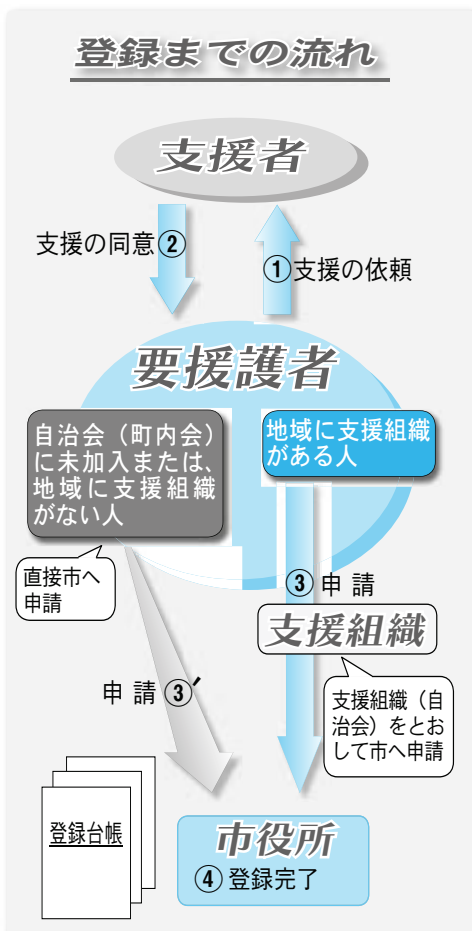 登録までの流れ
支援者
支援の同意②
①支援の依頼
要援護者
自治会（町内会）
に未加入または、
地域に支援組織
がない人
地域に支援組織
がある人
直接市へ
申請
③申請
支援組織
申請③′
支援組織（自
治会）をとお
して市へ申請
登録台帳
市役所
④登録完了